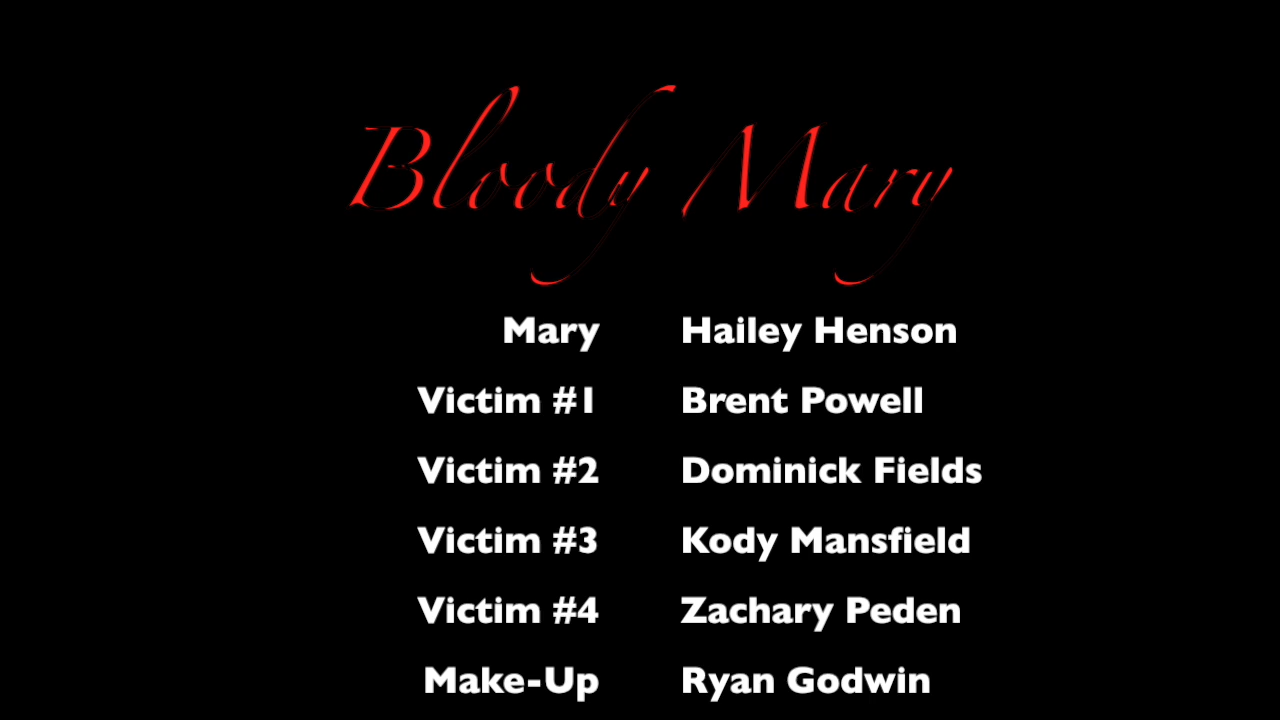 Bloody Mary
Mary Hailey Henson
Victim #1 Brent Powell
Victim #2 Dominick Fields
Victim #3 Kody Mansfield
Victim #4 Zachary Peden
Make-Up Ryan Godwin